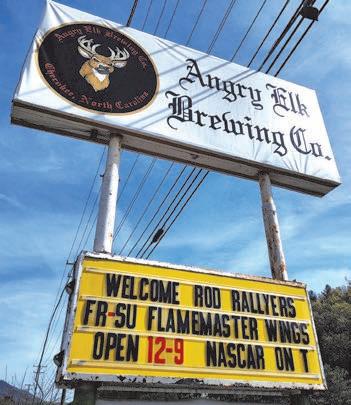 Angry Elk Brewing Co.
Cherokee, North Carolina
Angry Elk
Brewing Co.
WELCOME ROD RALLYERS
FR-SU FLAMEMASTER WINGS
OPEN 12-9 NASCAR ON T